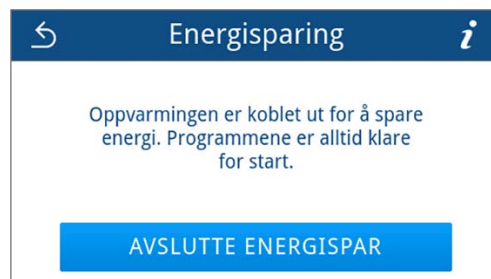 Energisparing
Oppvarmingen er koblet ut for å spare
energi. Programmene er alltid klare
for start.
AVSLUTTE ENERGISPAR